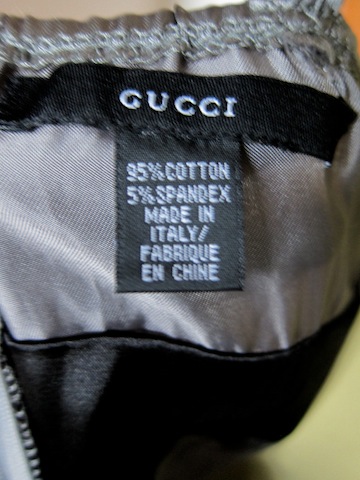 GUCCI
95%COTTON
5%SPANDEX
MADE IN
ITALY/
FABRIQUE
EN CHINE